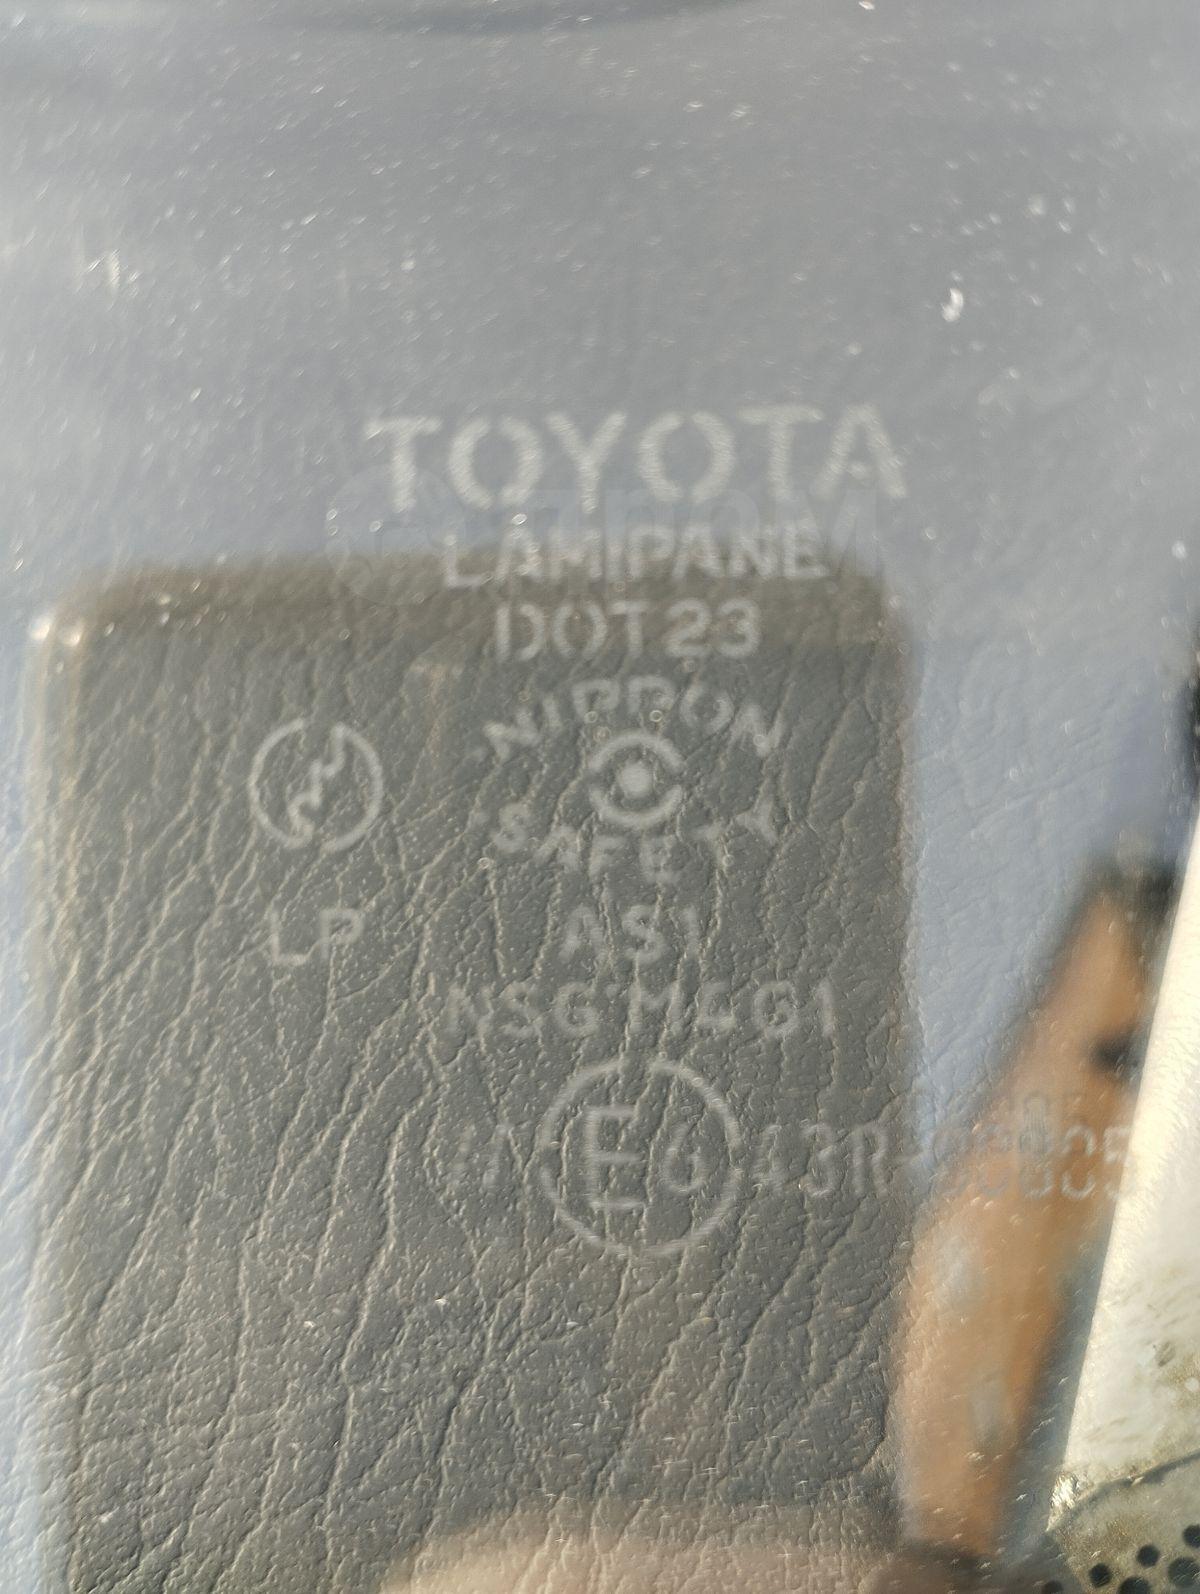 TOYOTA
LAMIPANE
DOT23
NIPPON
SAFETY
LP
AS1
NSG M4G1
E6 43R-